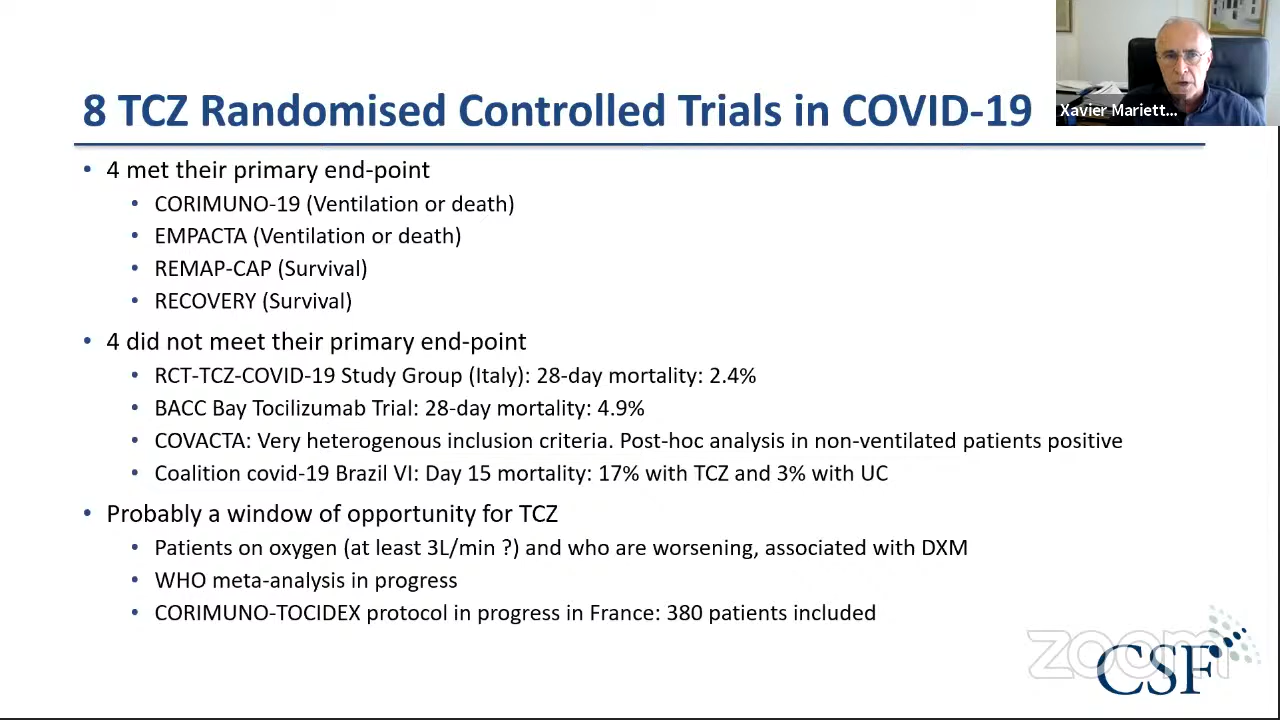 8 TCZ Randomised Controlled Trials in COVID-19
Xavier Mariett...
• 4 met their primary end-point
• CORIMUNO-19 (Ventilation or death)
• EMPACTA (Ventilation or death)
• REMAP-CAP (Survival)
• RECOVERY (Survival)
• 4 did not meet their primary end-point
• RCT-TCZ-COVID-19 Study Group (Italy): 28-day mortality: 2.4%
• BACC Bay Tocilizumab Trial: 28-day mortality: 4.9%
• COVACTA: Very heterogenous inclusion criteria. Post-hoc analysis in non-ventilated patients positive
• Coalition covid-19 Brazil VI: Day 15 mortality: 17% with TCZ and 3% with UC
• Probably a window of opportunity for TCZ
• Patients on oxygen (at least 3L/min ?) and who are worsening, associated with DXM
• WHO meta-analysis in progress
• CORIMUNO-TOCIDEX protocol in progress in France: 380 patients included
zoom
CSF